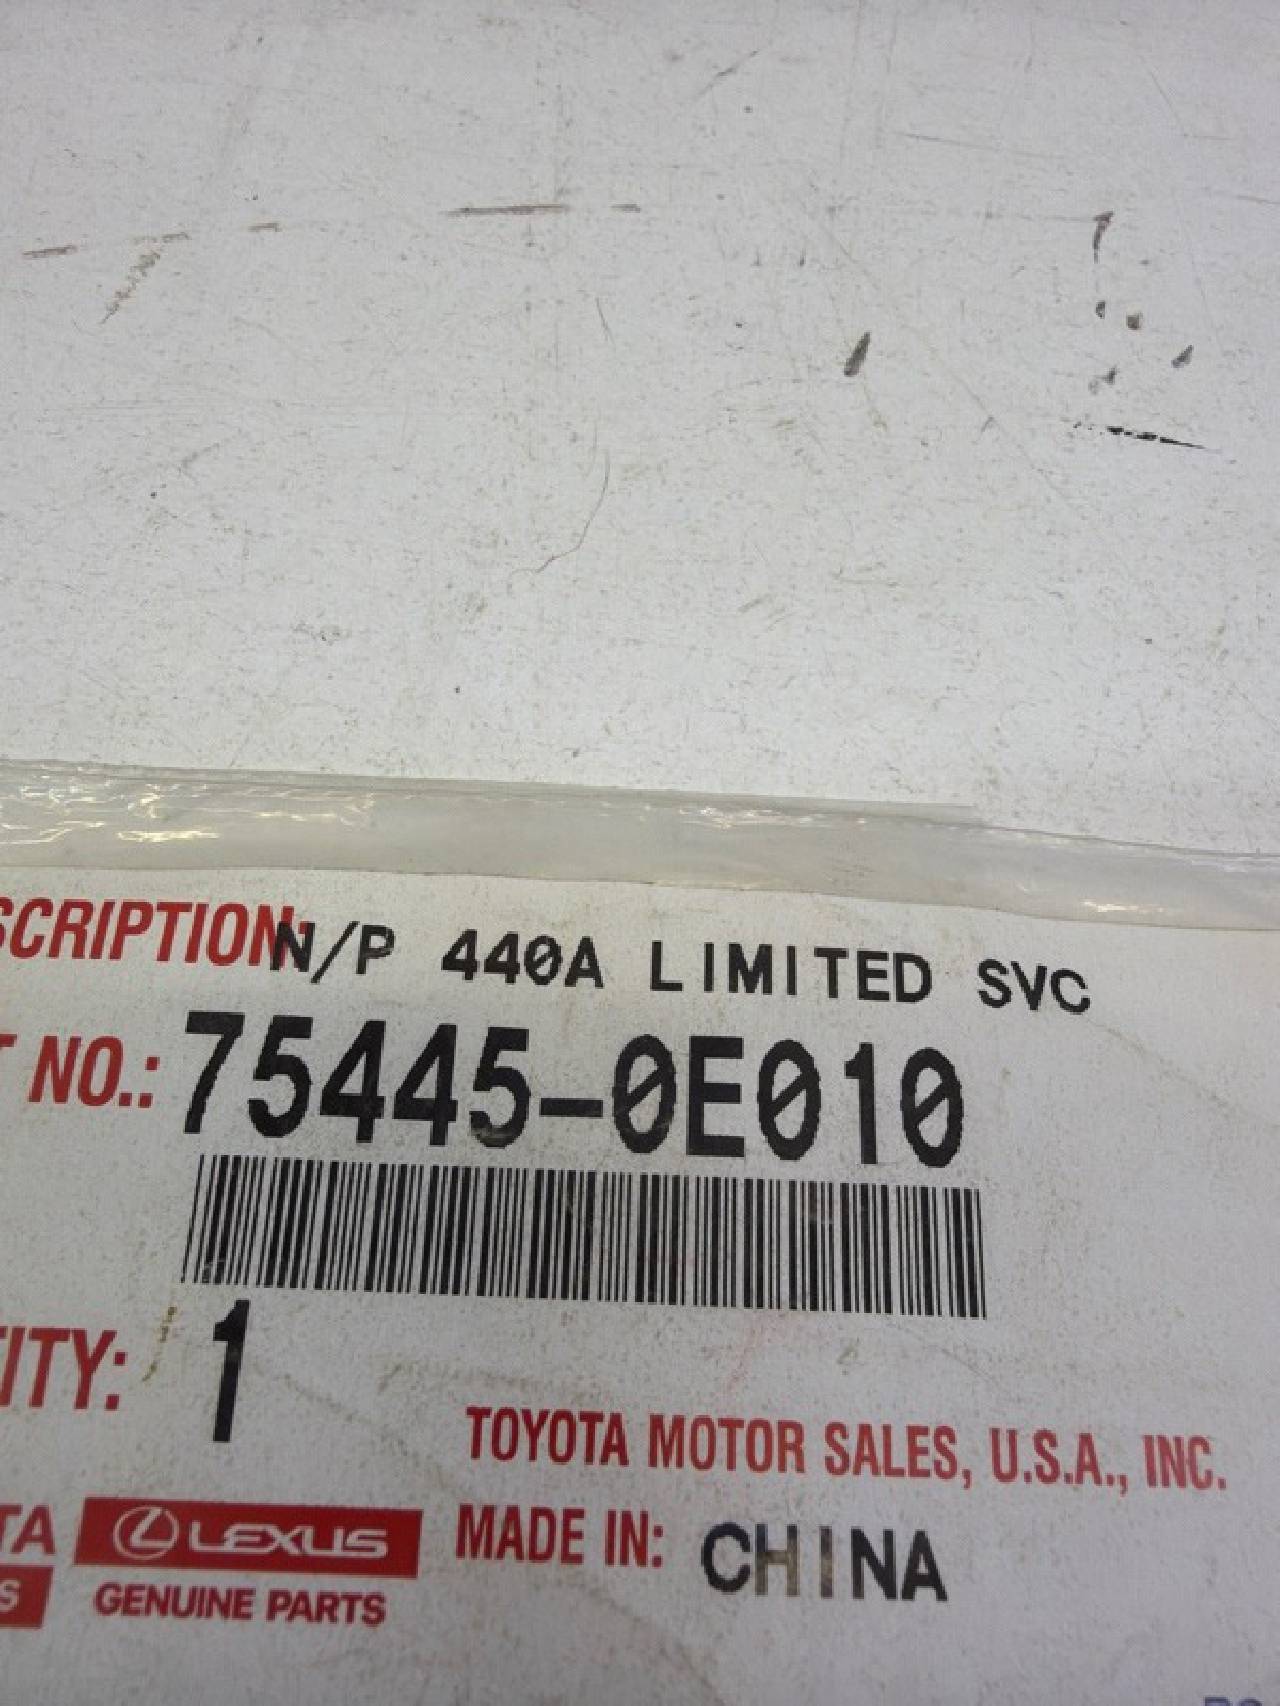 SCRIPTION: N/P 440A LIMITED SVC
T NO.: 75445-0E010
TITY: 1
TOYOTA MOTOR SALES, U.S.A., INC.
TA LEXUS MADE IN: CHINA
S GENUINE PARTS